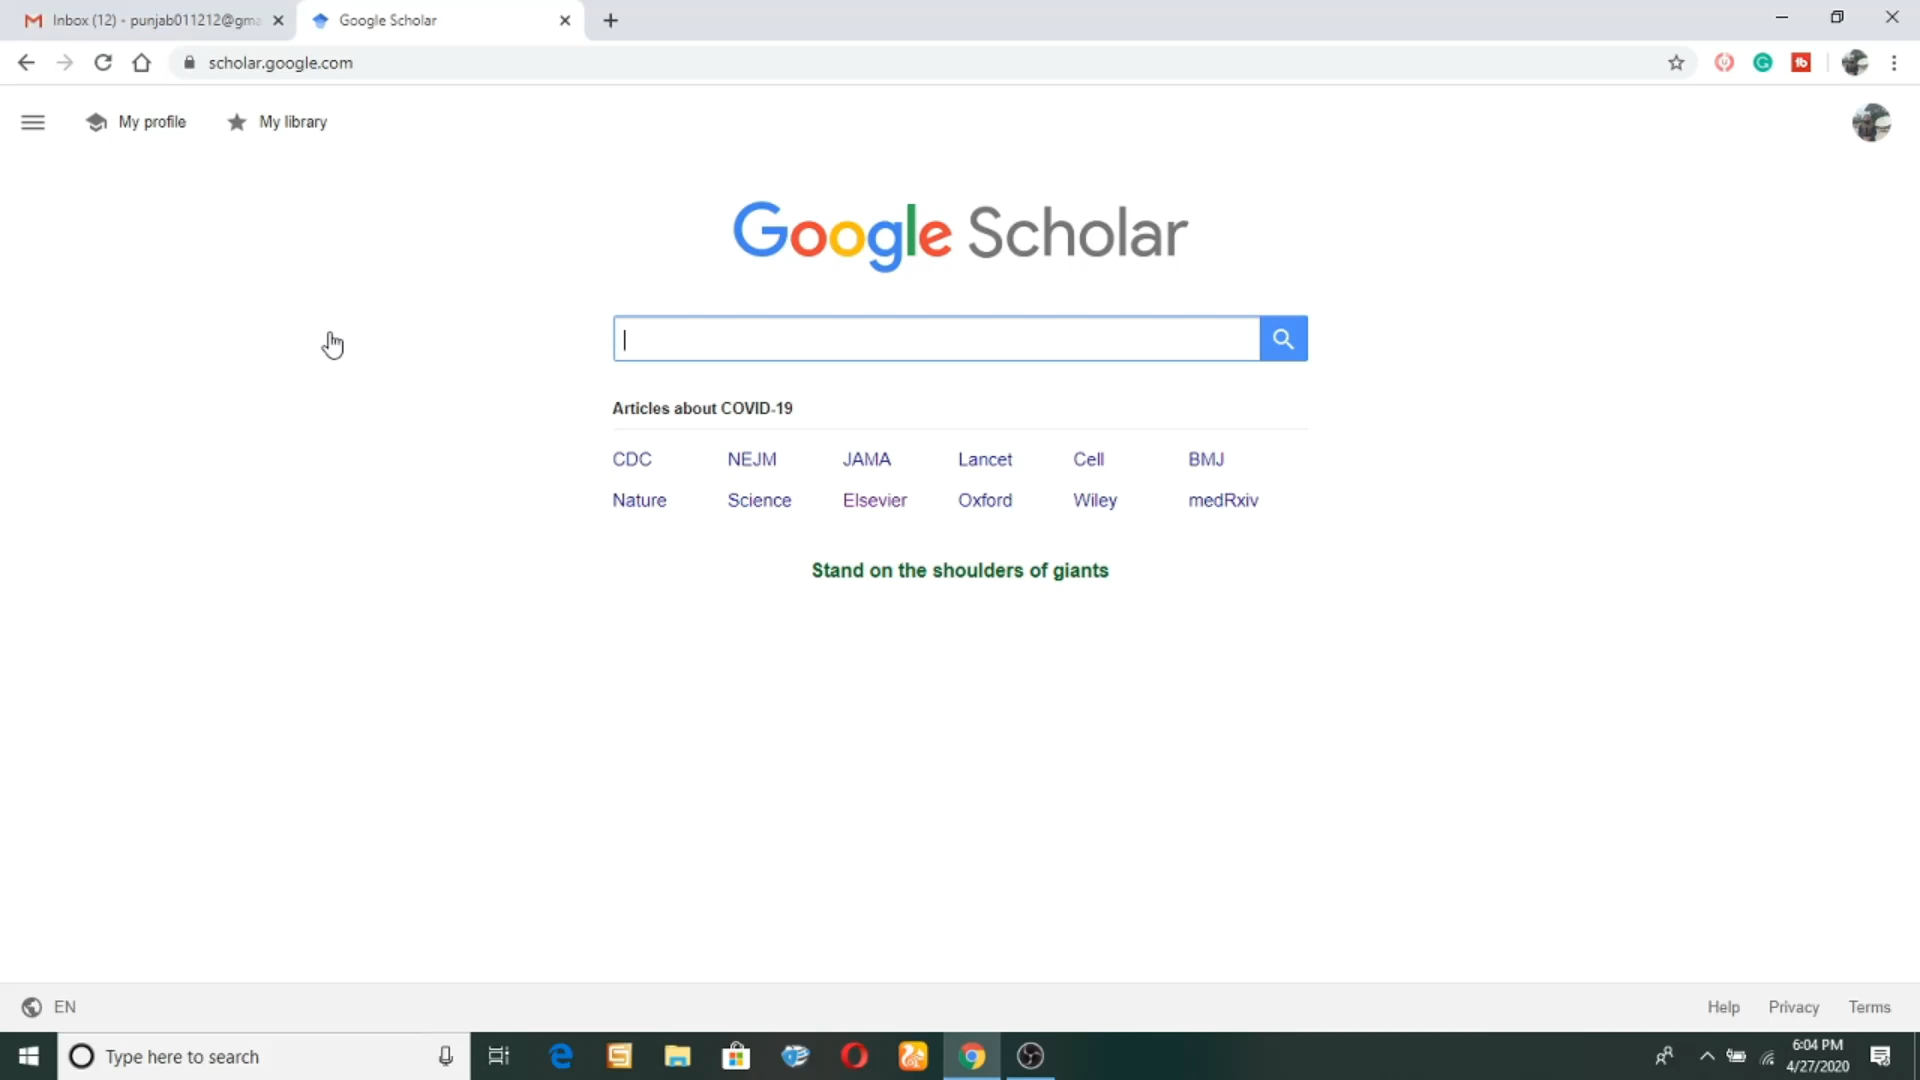 Inbox (12) - punjab011212@gma
Google Scholar
scholar.google.com
My profile
My library
Google Scholar
Articles about COVID-19
CDC NEJM JAMA Lancet Cell BMJ
Nature Science Elsevier Oxford Wiley medRxiv
Stand on the shoulders of giants
EN
Help Privacy Terms
Type here to search
6:04 PM
4/27/2020